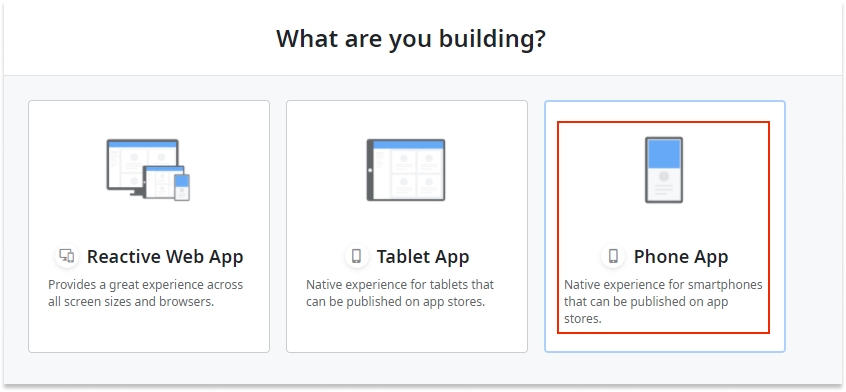 What are you building?
Reactive Web App
Provides a great experience across
all screen sizes and browsers.
Tablet App
Native experience for tablets that
can be published on app stores.
Phone App
Native experience for smartphones
that can be published on app
stores.